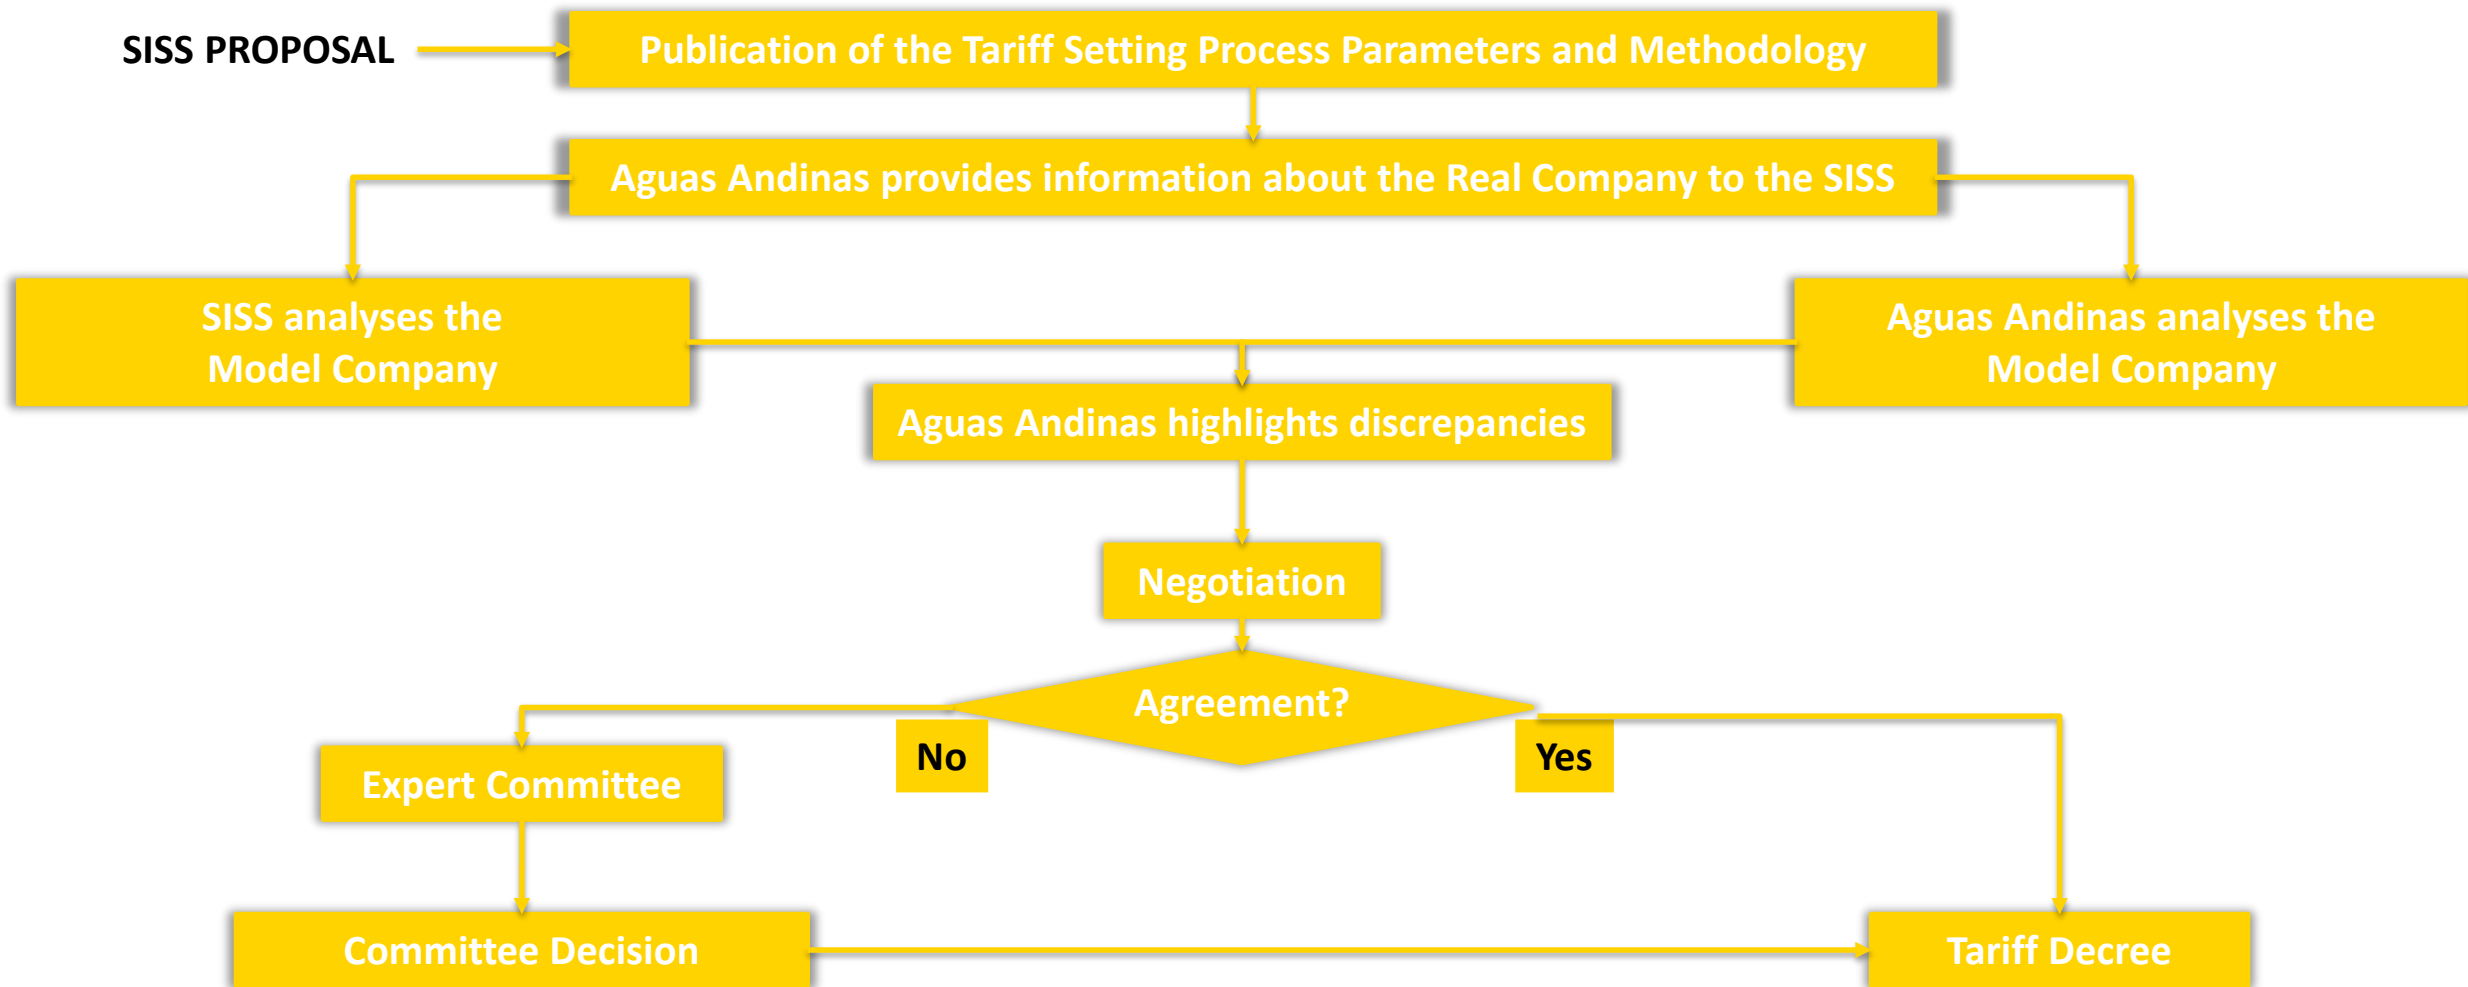 SISS PROPOSAL
Publication of the Tariff Setting Process Parameters and Methodology
Aguas Andinas provides information about the Real Company to the SISS
SISS analyses the
Model Company
Aguas Andinas analyses the
Model Company
Aguas Andinas highlights discrepancies
Negotiation
Agreement?
No
Yes
Expert Committee
Committee Decision
Tariff Decree